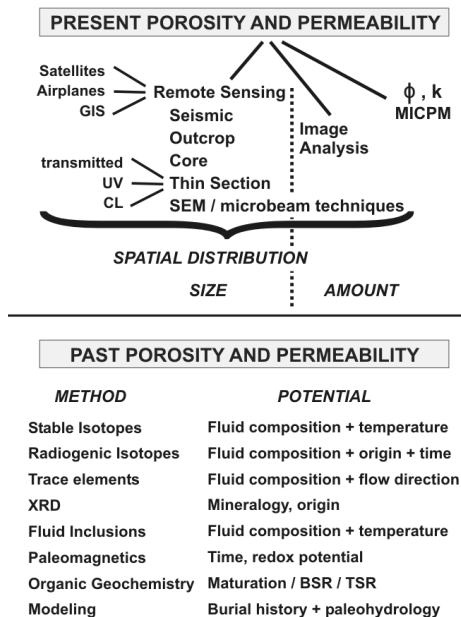 PRESENT POROSITY AND PERMEABILITY
Satellites
Airplanes
GIS
Remote Sensing
Seismic
Outcrop
Core
transmitted
UV
CL
Thin Section
SEM / microbeam techniques
Image
Analysis
ϕ , k
MICPM
SPATIAL DISTRIBUTION
SIZE AMOUNT
PAST POROSITY AND PERMEABILITY
METHOD POTENTIAL
Stable Isotopes Fluid composition + temperature
Radiogenic Isotopes Fluid composition + origin + time
Trace elements Fluid composition + flow direction
XRD Mineralogy, origin
Fluid Inclusions Fluid composition + temperature
Paleomagnetics Time, redox potential
Organic Geochemistry Maturation / BSR / TSR
Modeling Burial history + paleohydrology